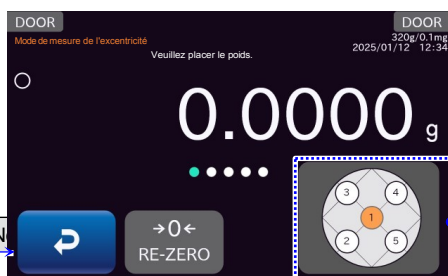 DOOR
DOOR
Mode de mesure de l'excentricité
320g/0.1mg
2025/01/12 12:34
Veuillez placer le poids.
0.0000 g
3
4
1
2
5
→0←
RE-ZERO